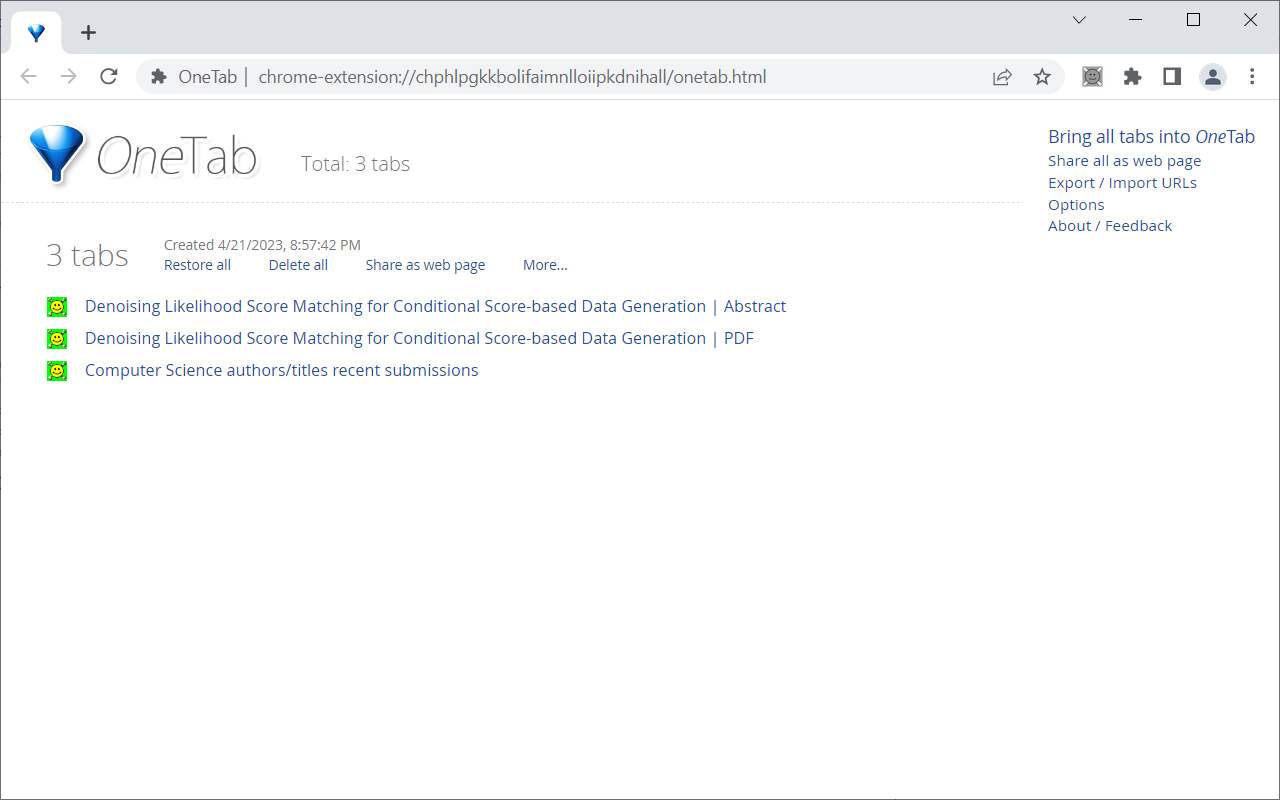 OneTab | chrome-extension://chphlpgkkbolifaimnlloiipkdnihall/onetab.html
OneTab
Total: 3 tabs
Bring all tabs into OneTab
Share all as web page
Export / Import URLs
Options
About / Feedback
3 tabs
Created 4/21/2023, 8:57:42 PM
Restore all Delete all Share as web page More...
Denoising Likelihood Score Matching for Conditional Score-based Data Generation | Abstract
Denoising Likelihood Score Matching for Conditional Score-based Data Generation | PDF
Computer Science authors/titles recent submissions